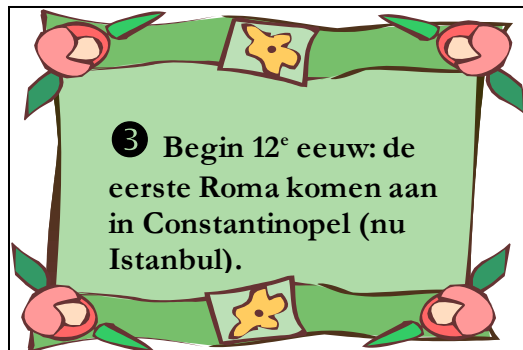 ❸ Begin 12e eeuw: de
eerste Roma komen aan
in Constantinopel (nu
Istanbul).